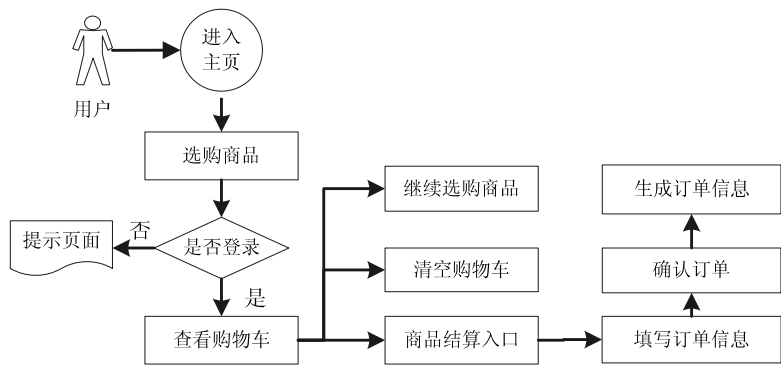 进入
主页
用户
选购商品
继续选购商品
生成订单信息
否
提示页面
是否登录
清空购物车
确认订单
是
查看购物车
商品结算入口
填写订单信息